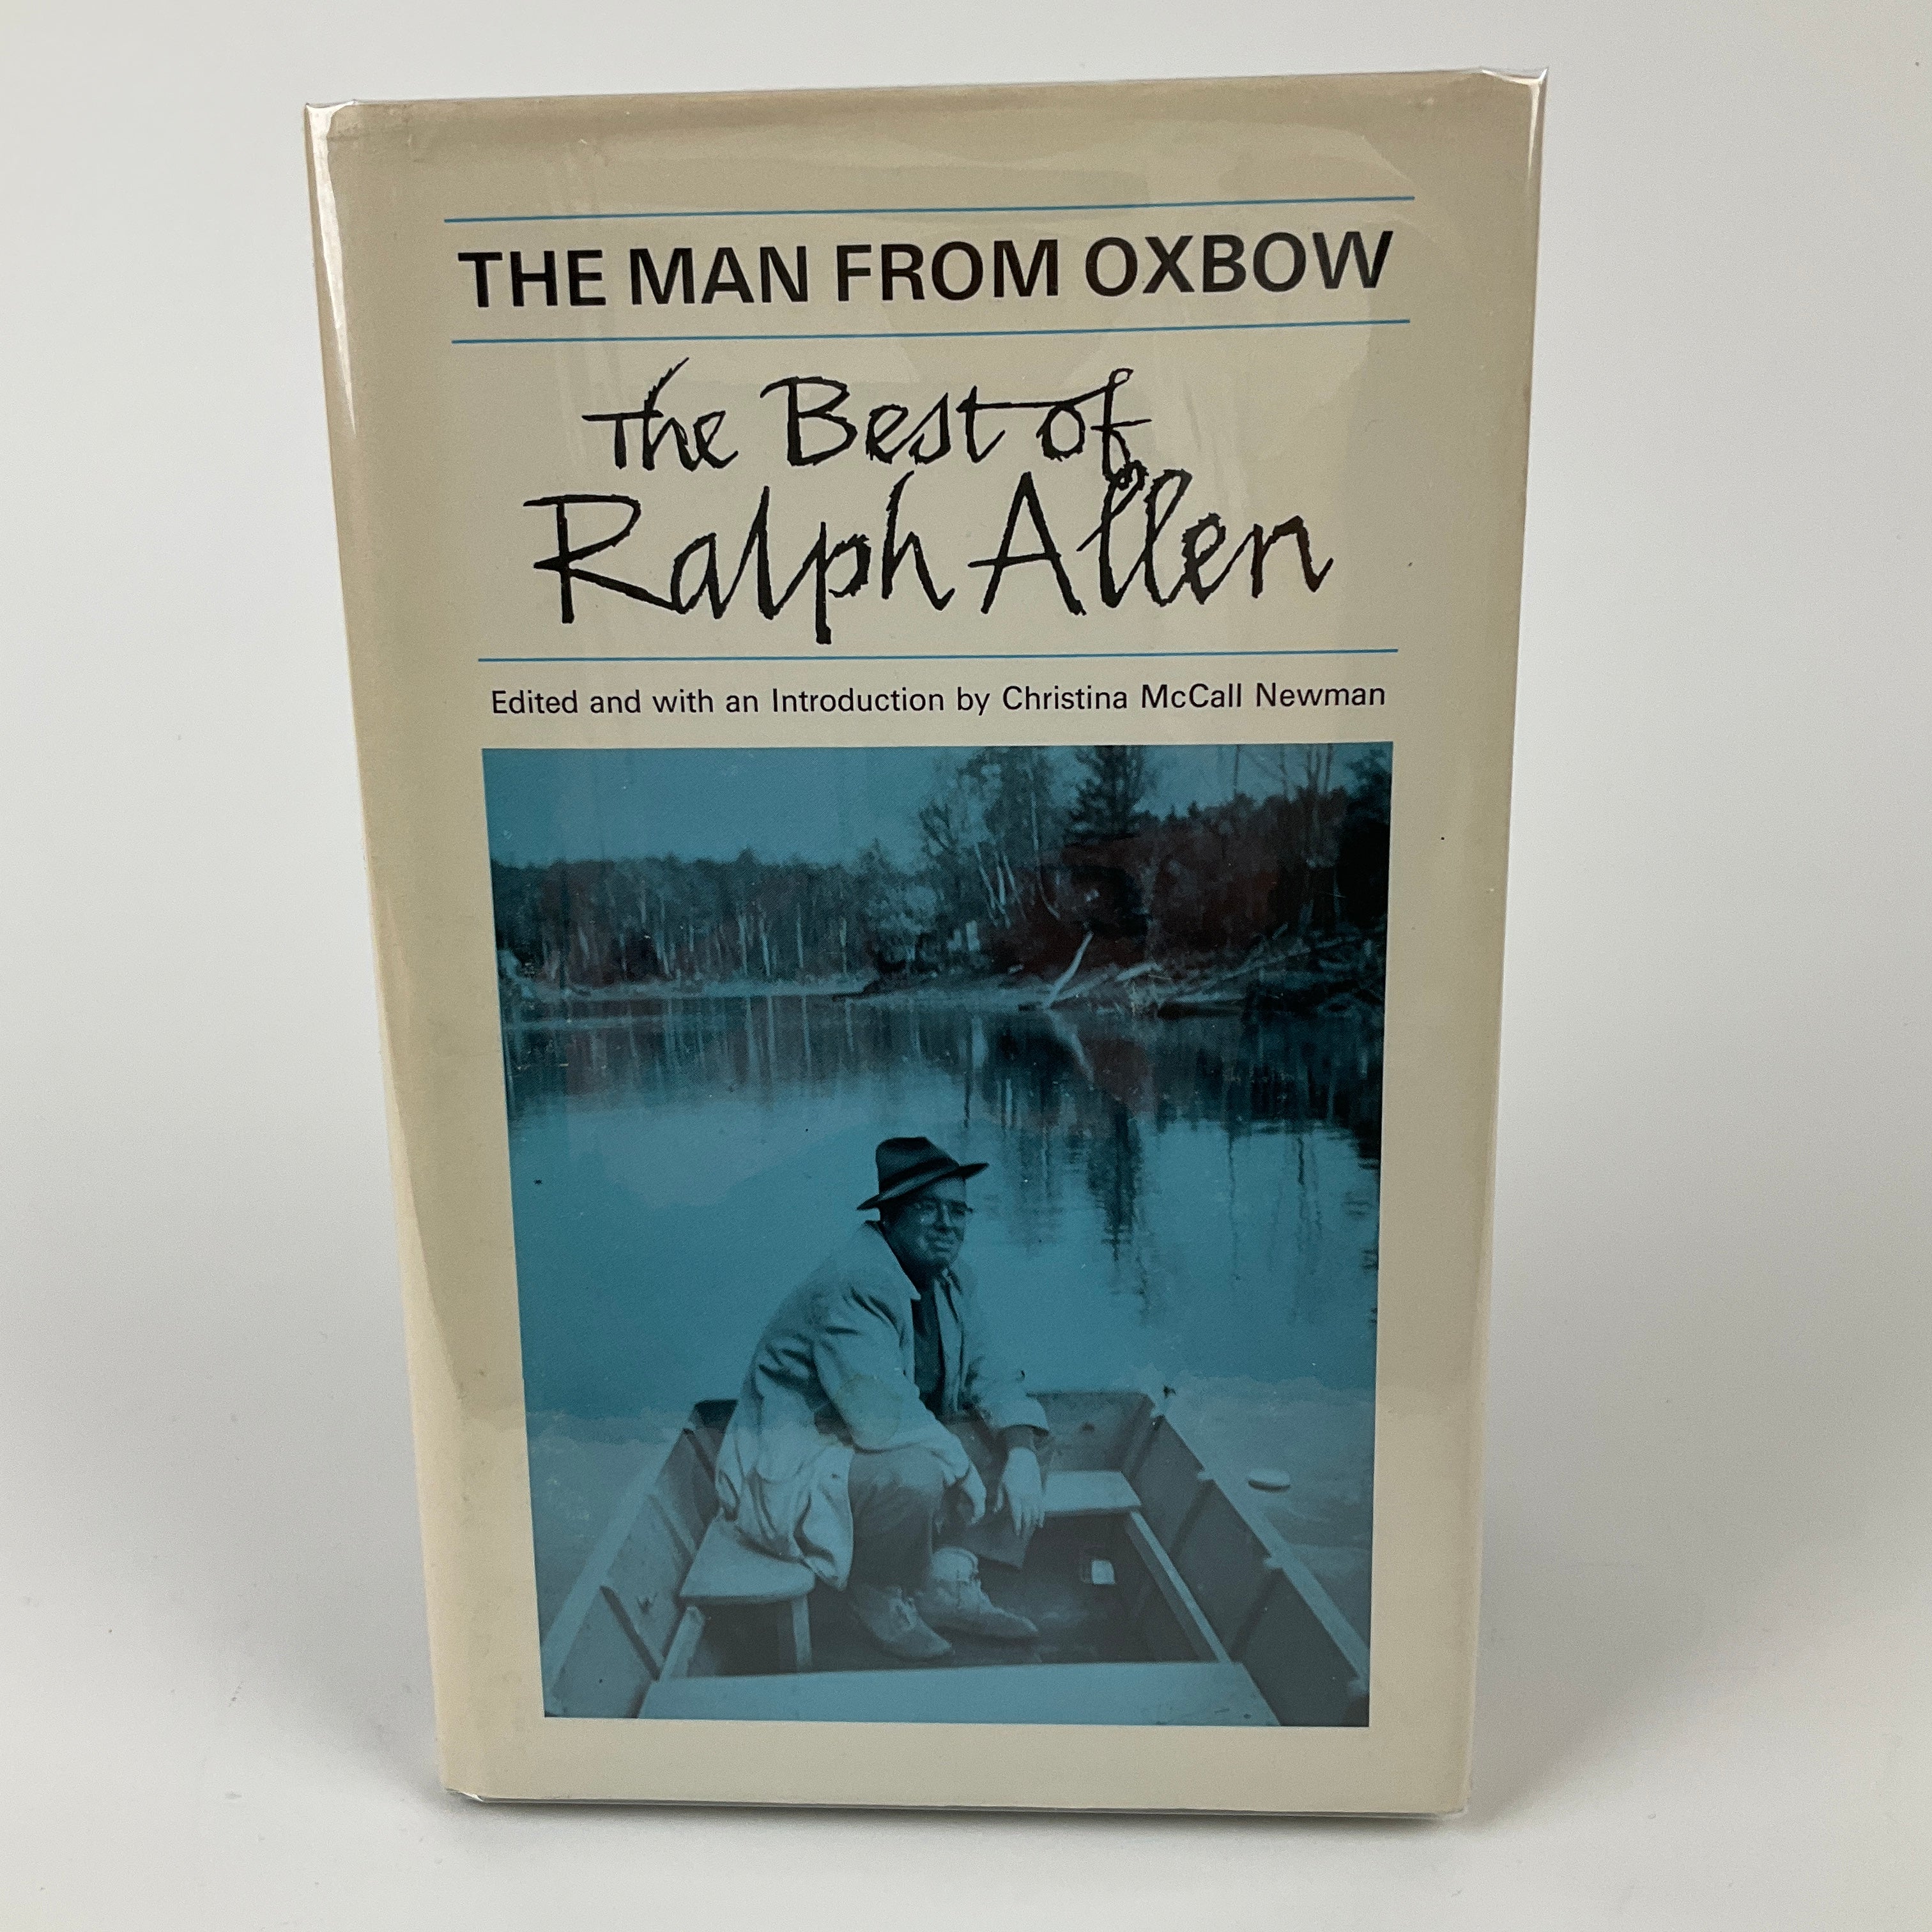 THE MAN FROM OXBOW
The Best of
Ralph Allen
Edited and with an Introduction by Christina McCall Newman